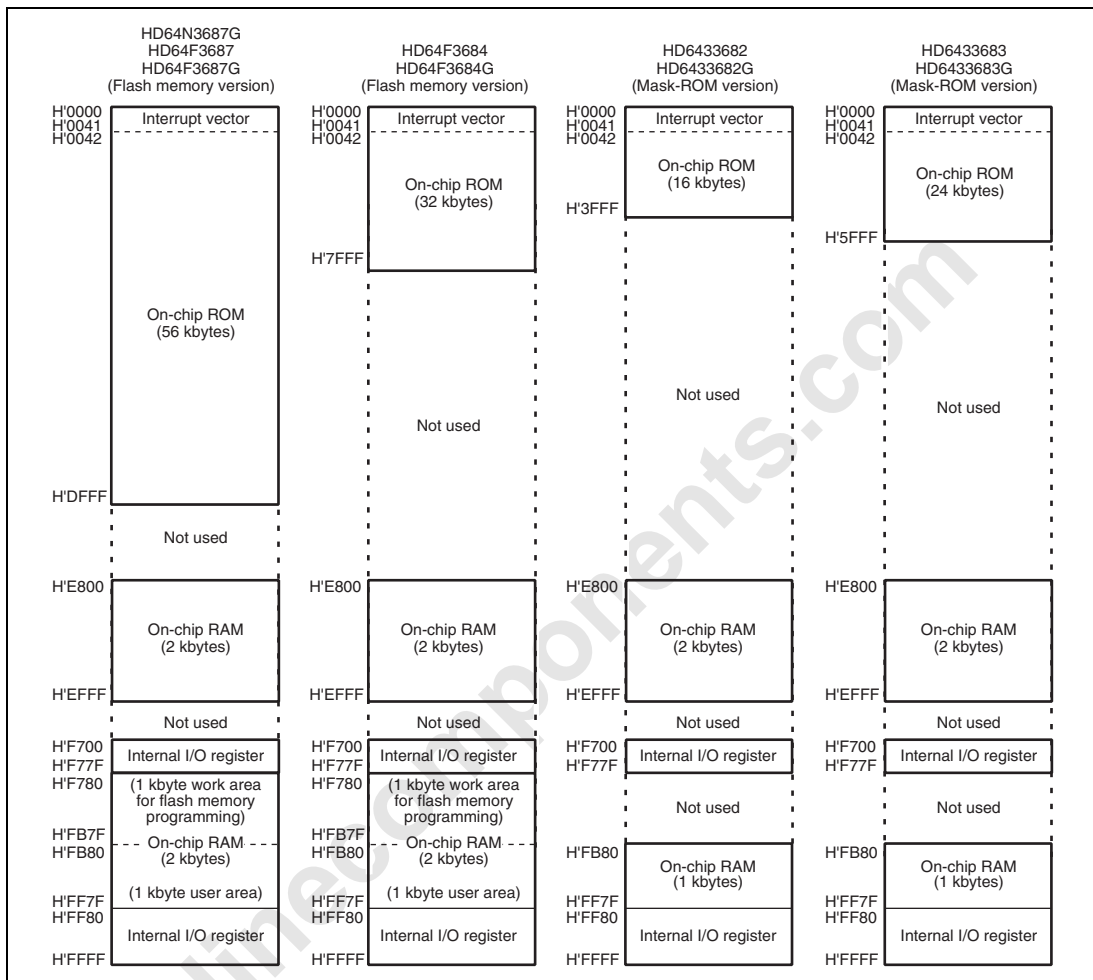 HD64N3687G
HD64F3687
HD64F3687G
(Flash memory version)
H'0000
H'0041
H'0042
Interrupt vector
On-chip ROM
(56 kbytes)
H'DFFF
Not used
H'E800
On-chip RAM
(2 kbytes)
H'EFFF
Not used
H'F700
H'F77F
Internal I/O register
H'F780
(1 kbyte work area
for flash memory
programming)
H'FB7F
H'FB80
On-chip RAM
(2 kbytes)
(1 kbyte user area)
H'FF7F
H'FF80
Internal I/O register
H'FFFF
HD64F3684
HD64F3684G
(Flash memory version)
H'0000
H'0041
H'0042
Interrupt vector
On-chip ROM
(32 kbytes)
H'7FFF
Not used
H'E800
On-chip RAM
(2 kbytes)
H'EFFF
Not used
H'F700
H'F77F
Internal I/O register
H'F780
(1 kbyte work area
for flash memory
programming)
H'FB7F
H'FB80
On-chip RAM
(2 kbytes)
(1 kbyte user area)
H'FF7F
H'FF80
Internal I/O register
H'FFFF
HD6433682
HD6433682G
(Mask-ROM version)
H'0000
H'0041
H'0042
Interrupt vector
On-chip ROM
(16 kbytes)
H'3FFF
Not used
H'E800
On-chip RAM
(2 kbytes)
H'EFFF
Not used
H'F700
H'F77F
Internal I/O register
Not used
H'FB80
On-chip RAM
(1 kbytes)
H'FF7F
H'FF80
Internal I/O register
H'FFFF
HD6433683
HD6433683G
(Mask-ROM version)
H'0000
H'0041
H'0042
Interrupt vector
On-chip ROM
(24 kbytes)
H'5FFF
Not used
H'E800
On-chip RAM
(2 kbytes)
H'EFFF
Not used
H'F700
H'F77F
Internal I/O register
Not used
H'FB80
On-chip RAM
(1 kbytes)
H'FF7F
H'FF80
Internal I/O register
H'FFFF
linecomponents.com